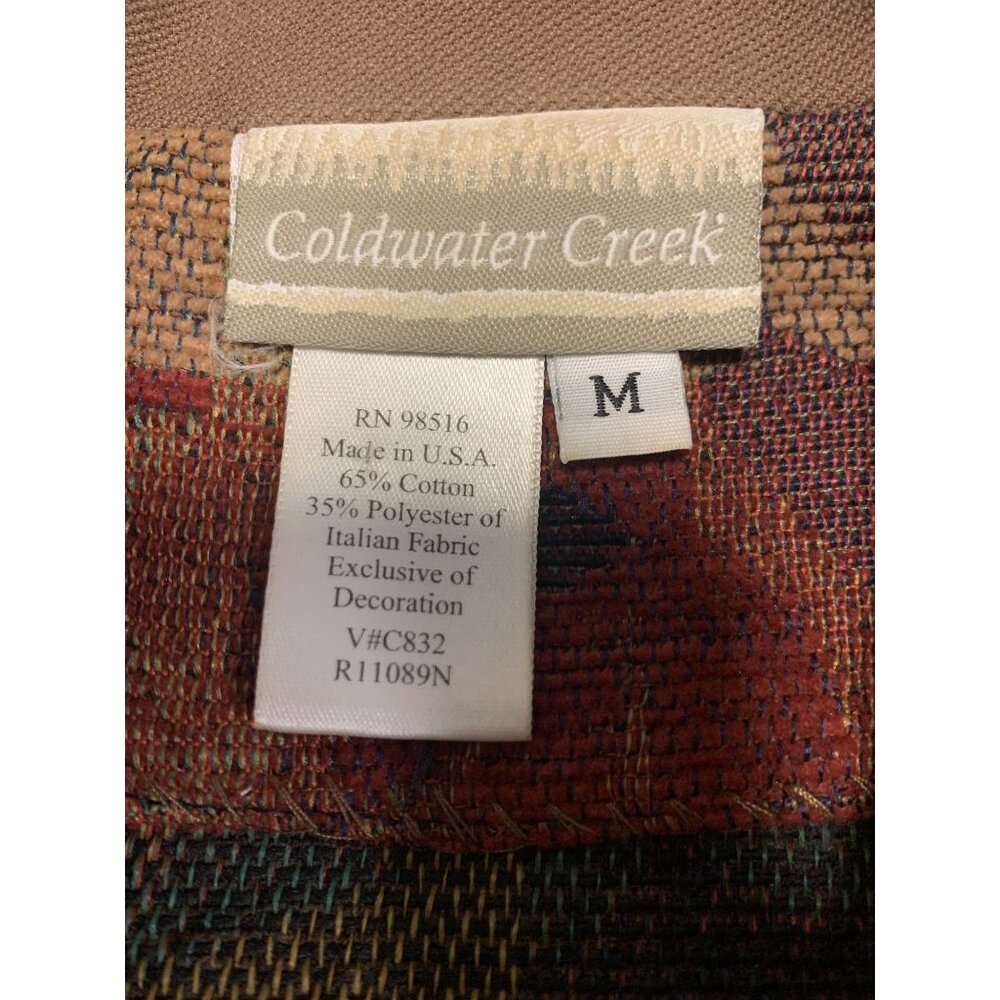 Coldwater Creek
M
RN 98516
Made in U.S.A.
65% Cotton
35% Polyester of
Italian Fabric
Exclusive of
Decoration
V#C832
R11089N